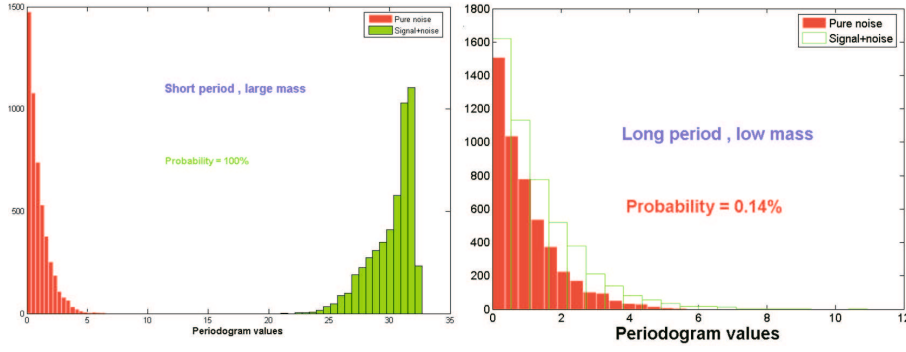 Pure noise
Signal+noise
Short period , large mass
Probability = 100%
1500
1000
500
0
0 5 10 15 20 25 30 35
Periodogram values
Pure noise
Signal+noise
Long period , low mass
Probability = 0.14%
1800
1600
1400
1200
1000
800
600
400
200
0
0 2 4 6 8 10 12
Periodogram values